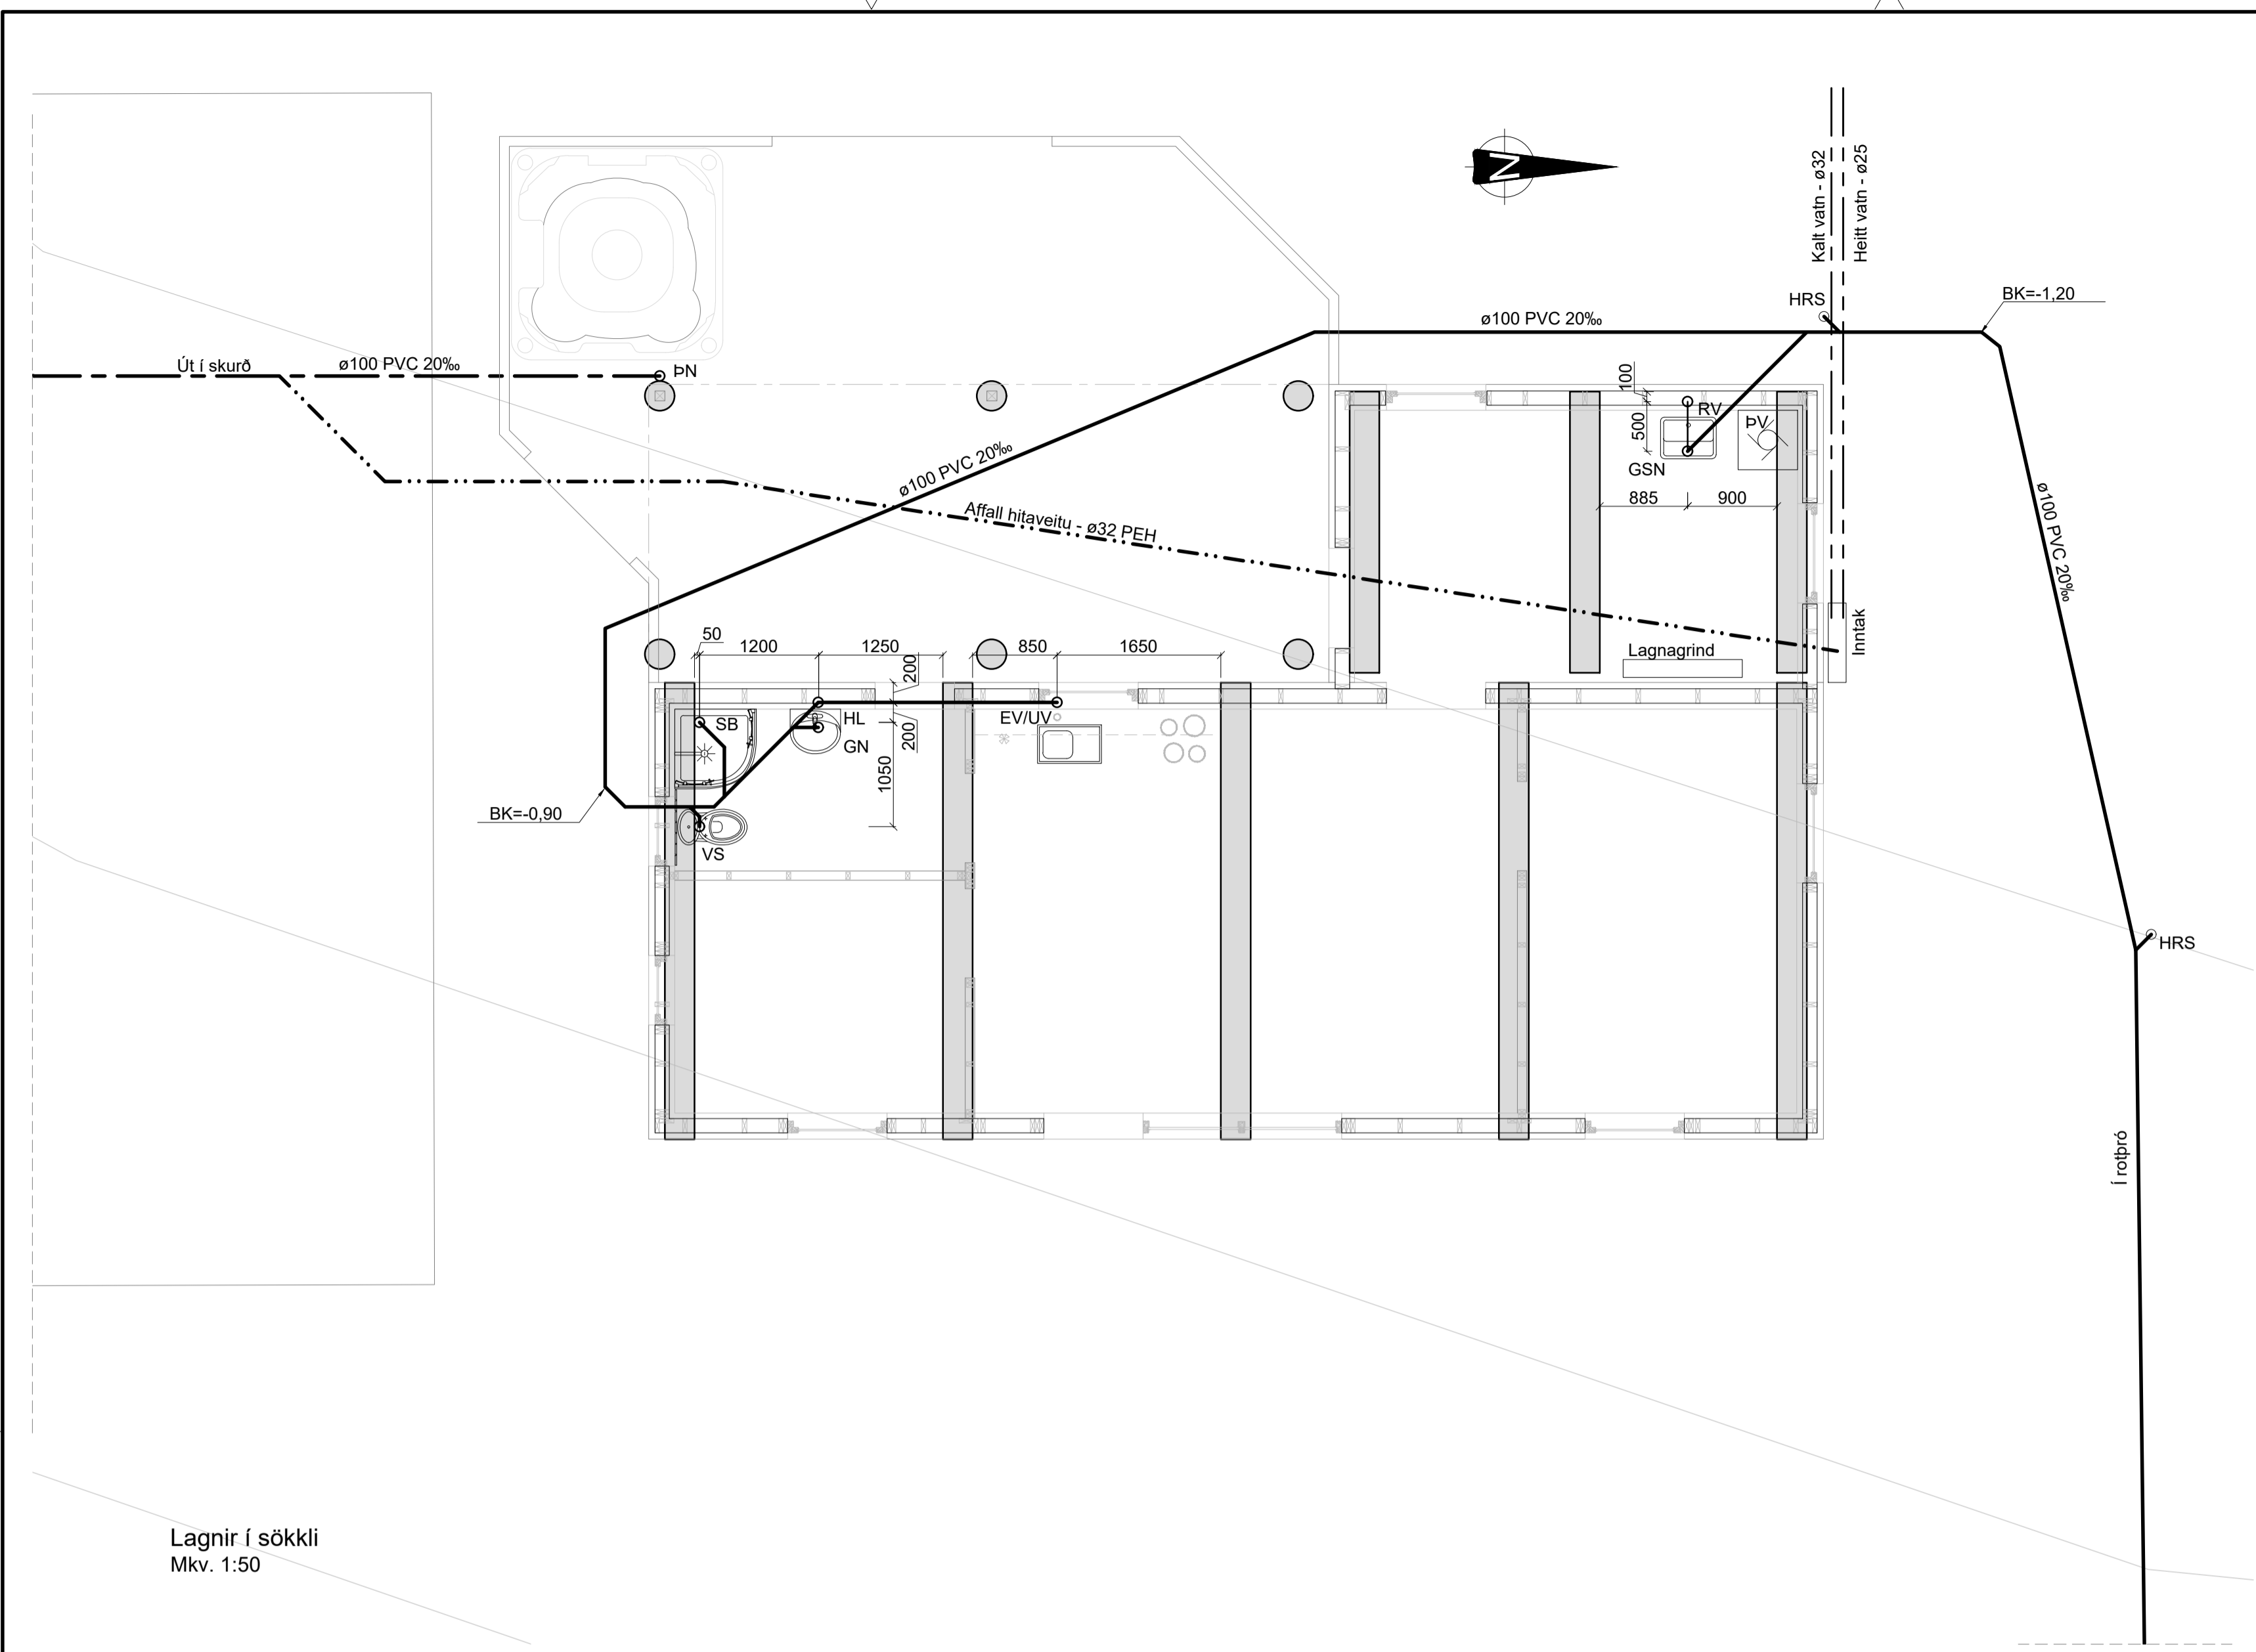 N
Kalt vatn - ø32
Heitt vatn - ø25
HRS
BK=-1,20
ø100 PVC 20‰
Út í skurð
ø100 PVC 20‰
ÞN
100
RV
500
ÞV
GSN
885
900
ø100 PVC 20‰
Affall hitaveitu - ø32 PEH
ø100 PVC 20‰
50
1200
1250
200
850
1650
Lagnagrind
Inntak
SB
HL
EV/UV
GN
200
1050
BK=-0,90
VS
HRS
Í rotþró
Lagnir í sökkli
Mkv. 1:50